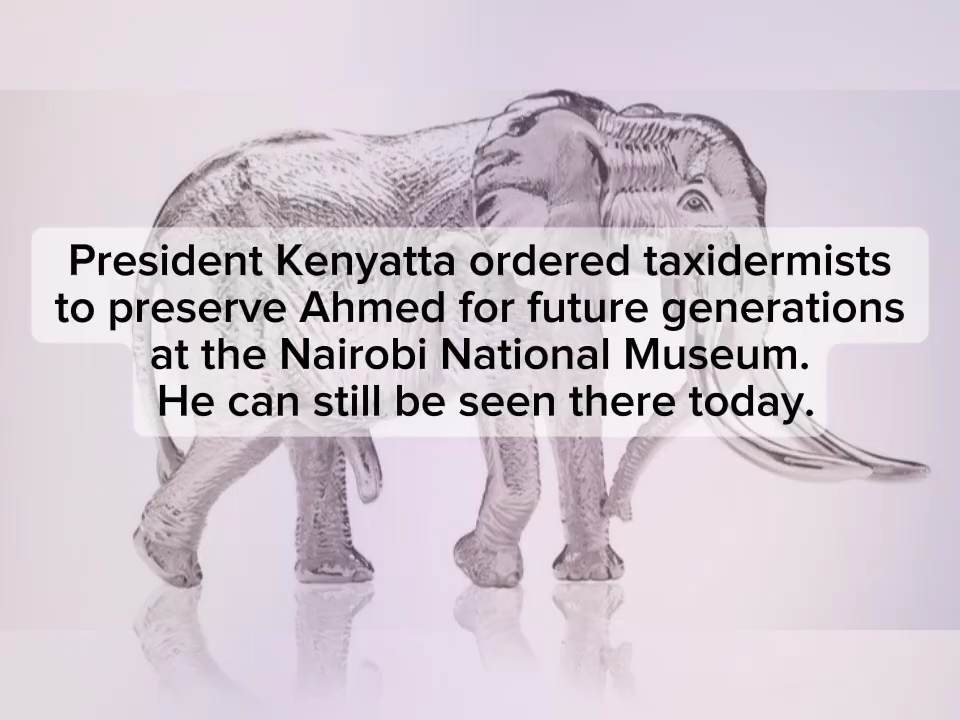 President Kenyatta ordered taxidermists
to preserve Ahmed for future generations
at the Nairobi National Museum.
He can still be seen there today.